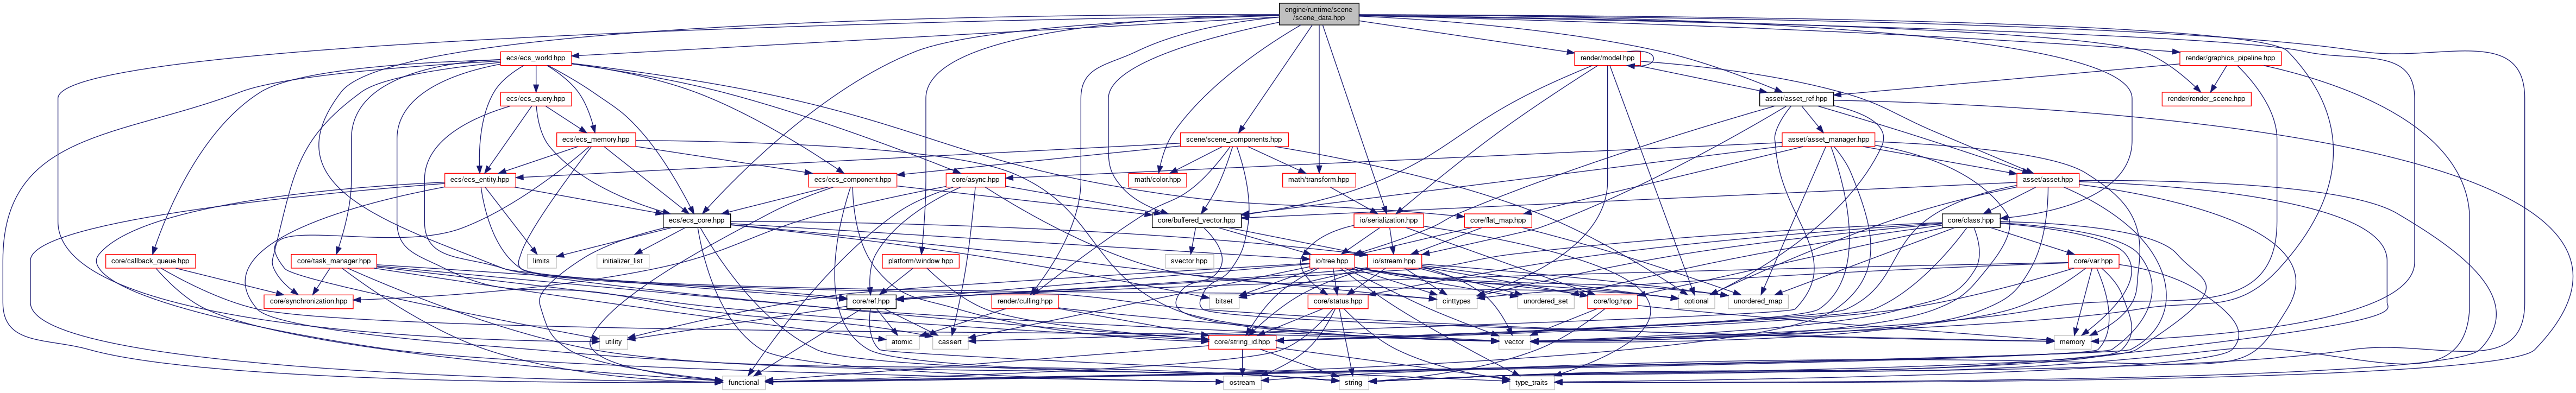 engine/runtime/scene
/scene_data.hpp
ecs/ecs_world.hpp
render/model.hpp
render/graphics_pipeline.hpp
ecs/ecs_query.hpp
asset/asset_ref.hpp
render/render_scene.hpp
ecs/ecs_memory.hpp
scene/scene_components.hpp
asset/asset_manager.hpp
ecs/ecs_entity.hpp
ecs/ecs_component.hpp
core/async.hpp
math/color.hpp
math/transform.hpp
asset/asset.hpp
ecs/ecs_core.hpp
core/buffered_vector.hpp
io/serialization.hpp
core/flat_map.hpp
core/class.hpp
core/callback_queue.hpp
core/task_manager.hpp
limits
initializer_list
platform/window.hpp
svector.hpp
io/tree.hpp
io/stream.hpp
core/var.hpp
core/synchronization.hpp
core/ref.hpp
render/culling.hpp
bitset
core/status.hpp
cinttypes
unordered_set
core/log.hpp
optional
unordered_map
utility
atomic
cassert
core/string_id.hpp
vector
memory
functional
ostream
string
type_traits